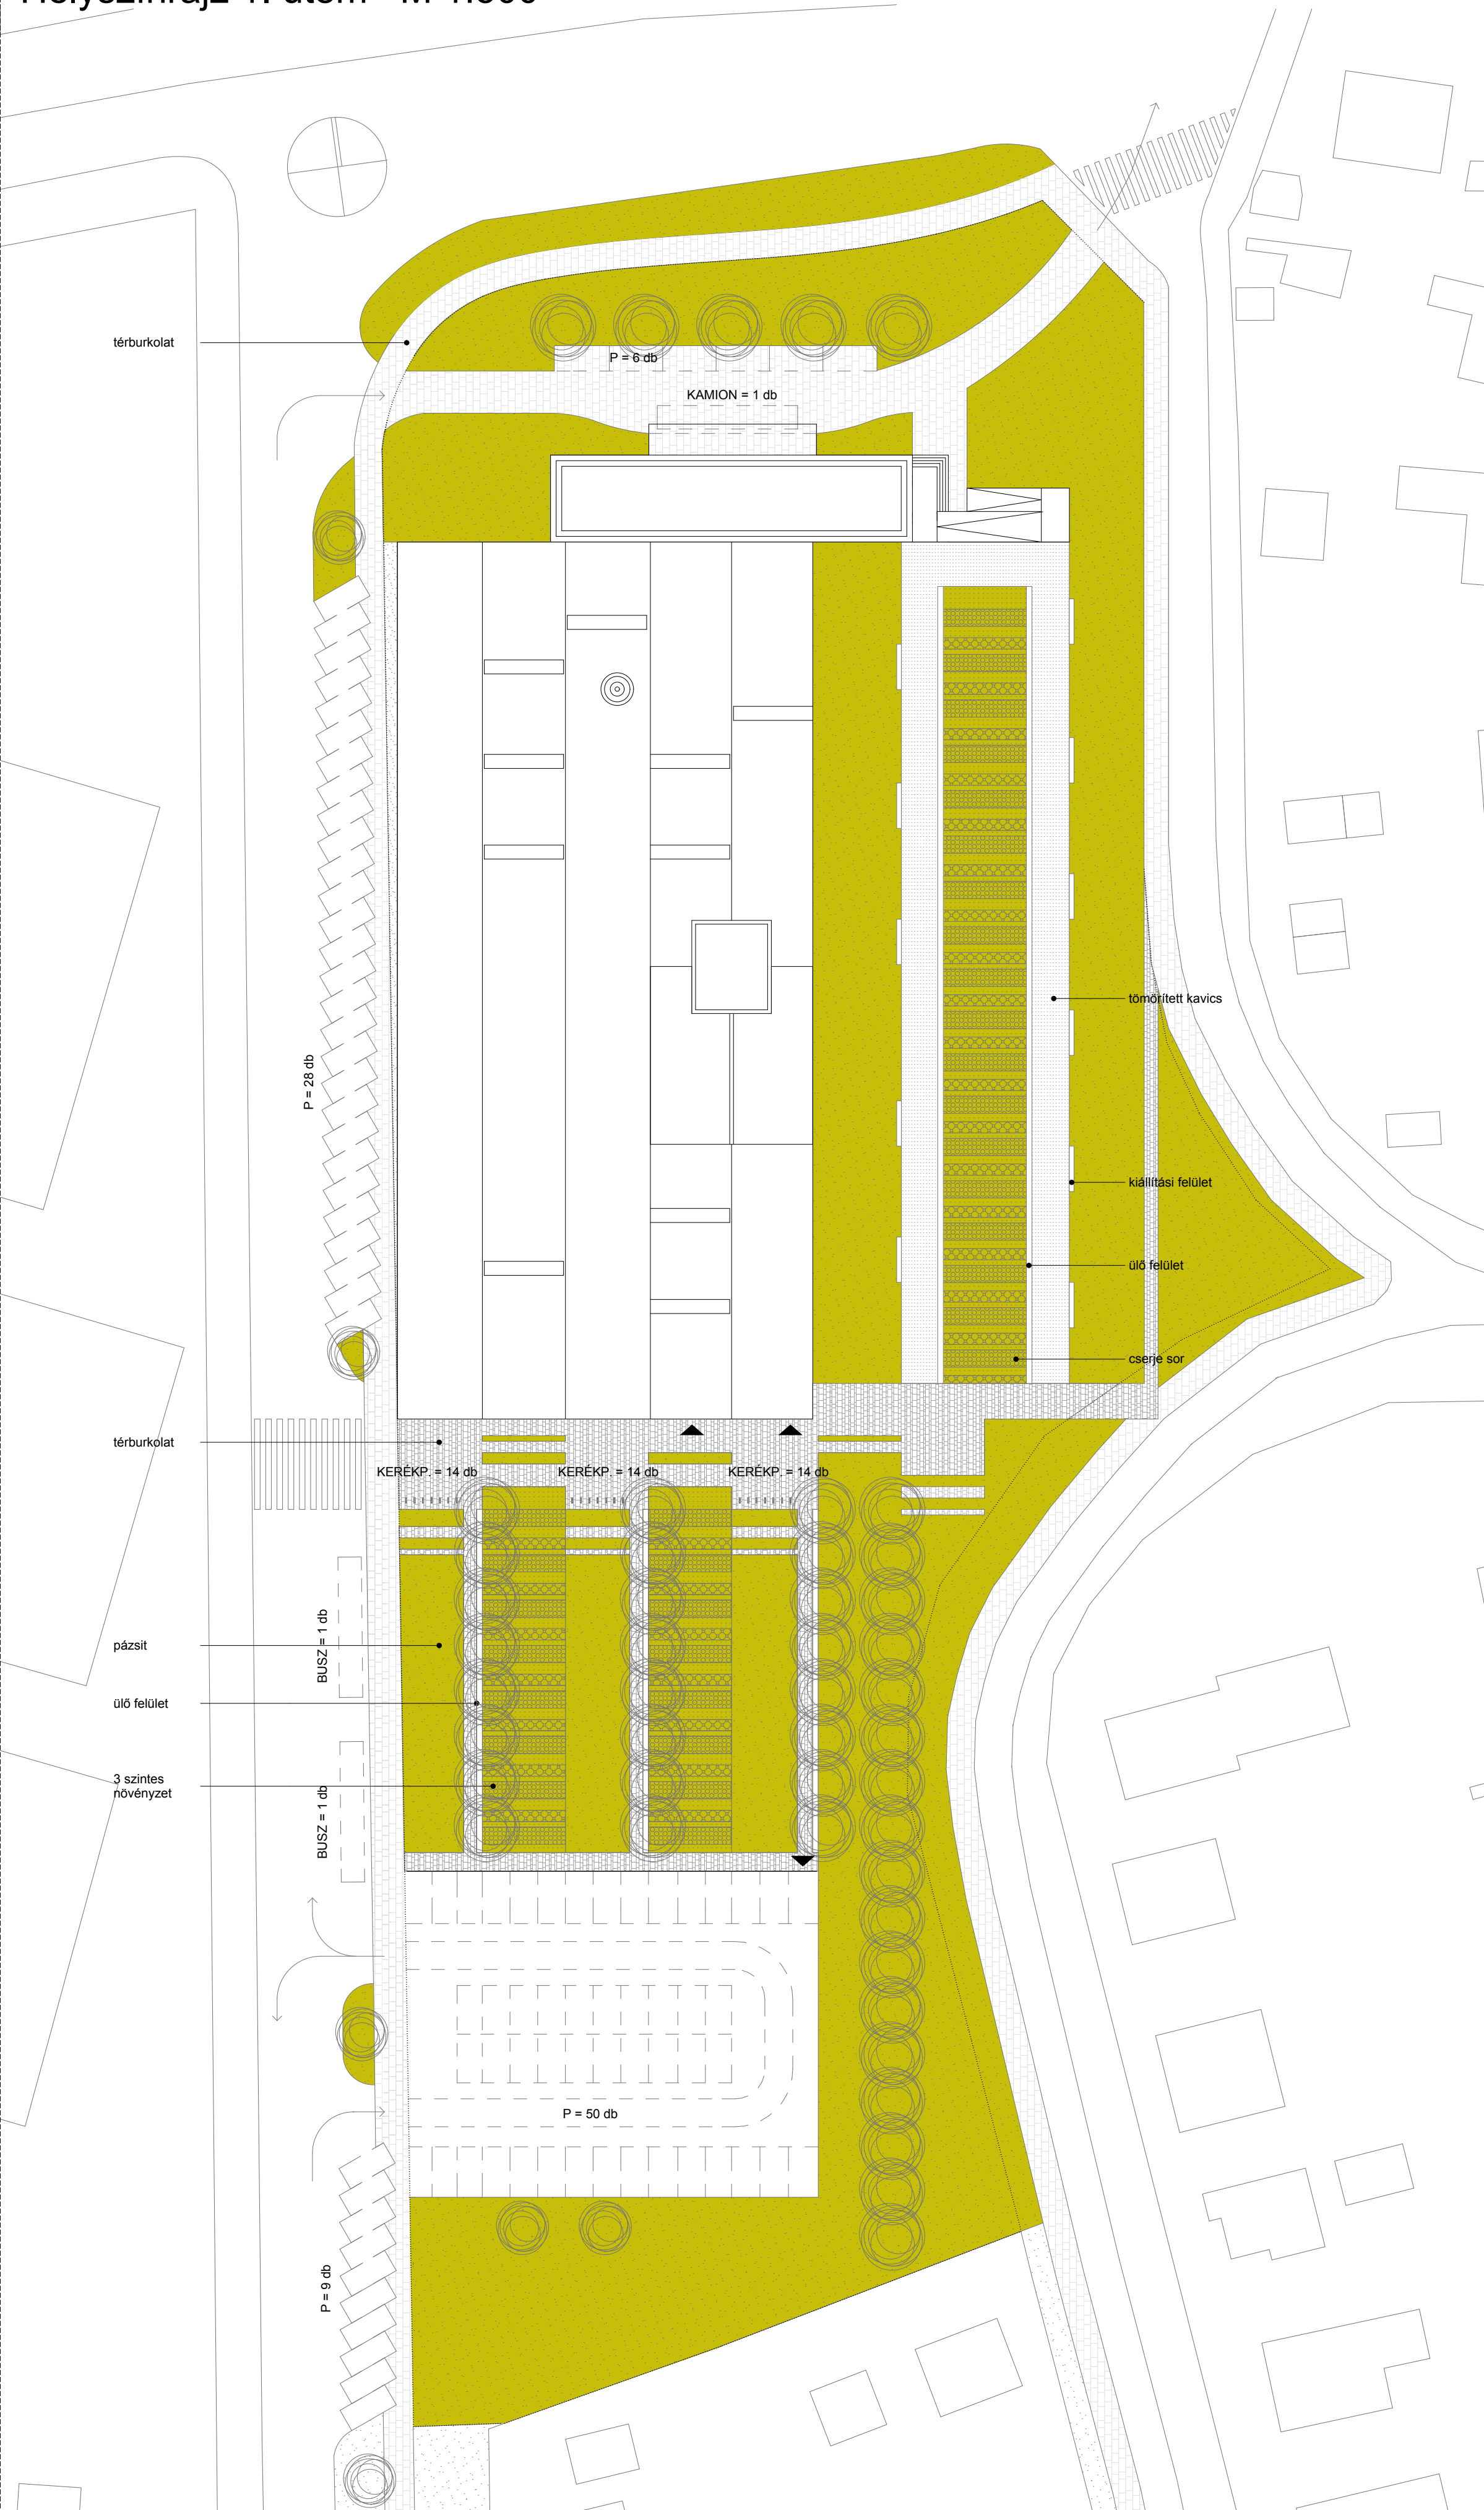 térburkolat
P = 6 db
KAMION = 1 db
tömörített kavics
P = 28 db
kiállítási felület
ülő felület
cserje sor
térburkolat
KERÉKP. = 14 db
KERÉKP. = 14 db
KERÉKP. = 14 db
BUSZ = 1 db
pázsit
ülő felület
3 szintes
növényzet
BUSZ = 1 db
P = 50 db
P = 9 db